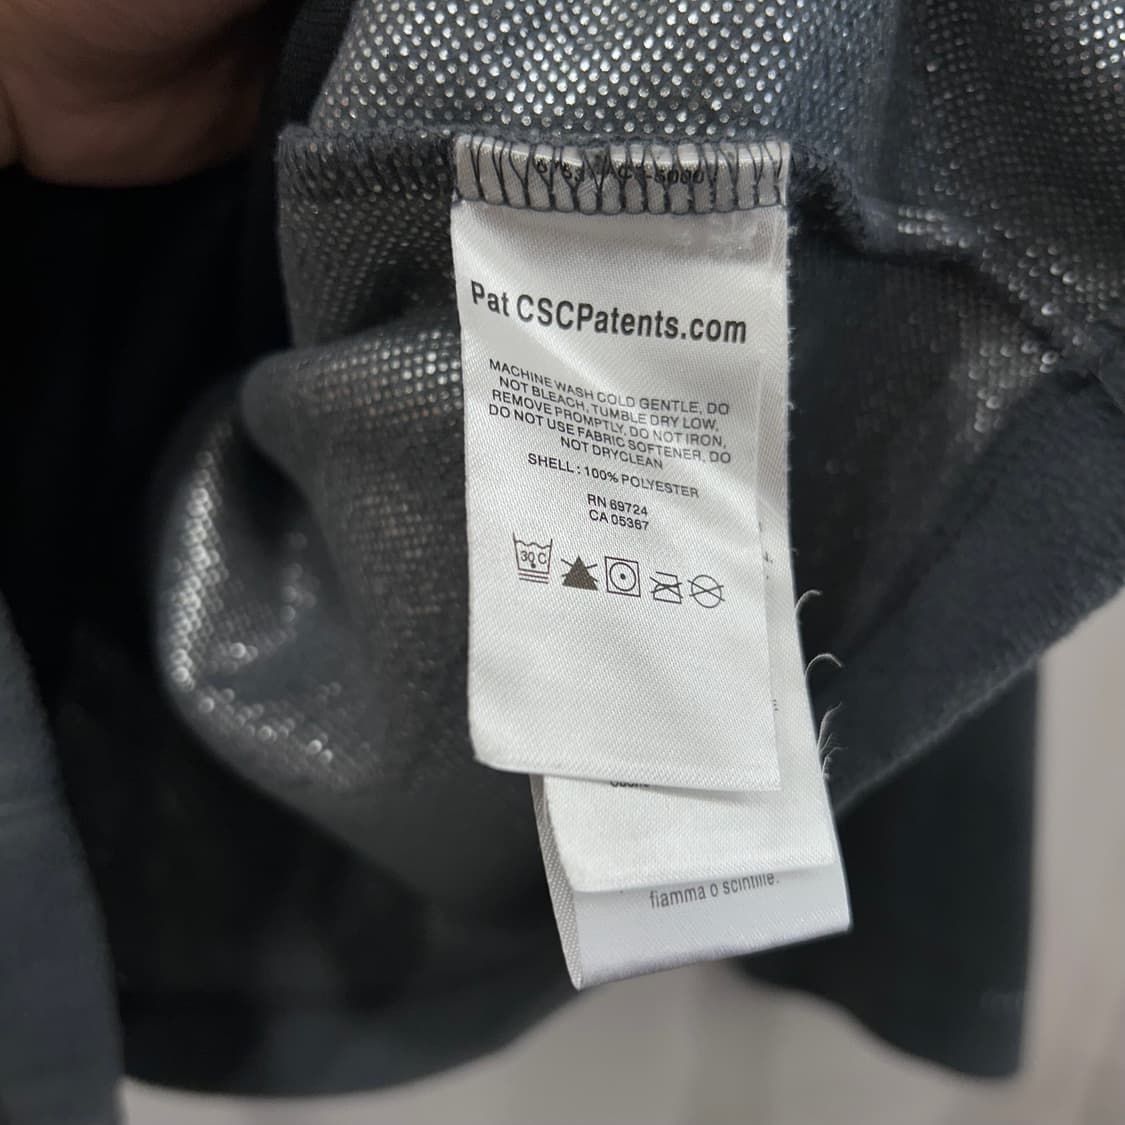 Pat CSCPatents.com
MACHINE WASH COLD GENTLE, DO
NOT BLEACH, TUMBLE DRY LOW,
REMOVE PROMPTLY, DO NOT IRON,
DO NOT USE FABRIC SOFTENER, DO
NOT DRYCLEAN
SHELL : 100% POLYESTER
RN 69724
CA 05367
30 C
fiamma o scintille.